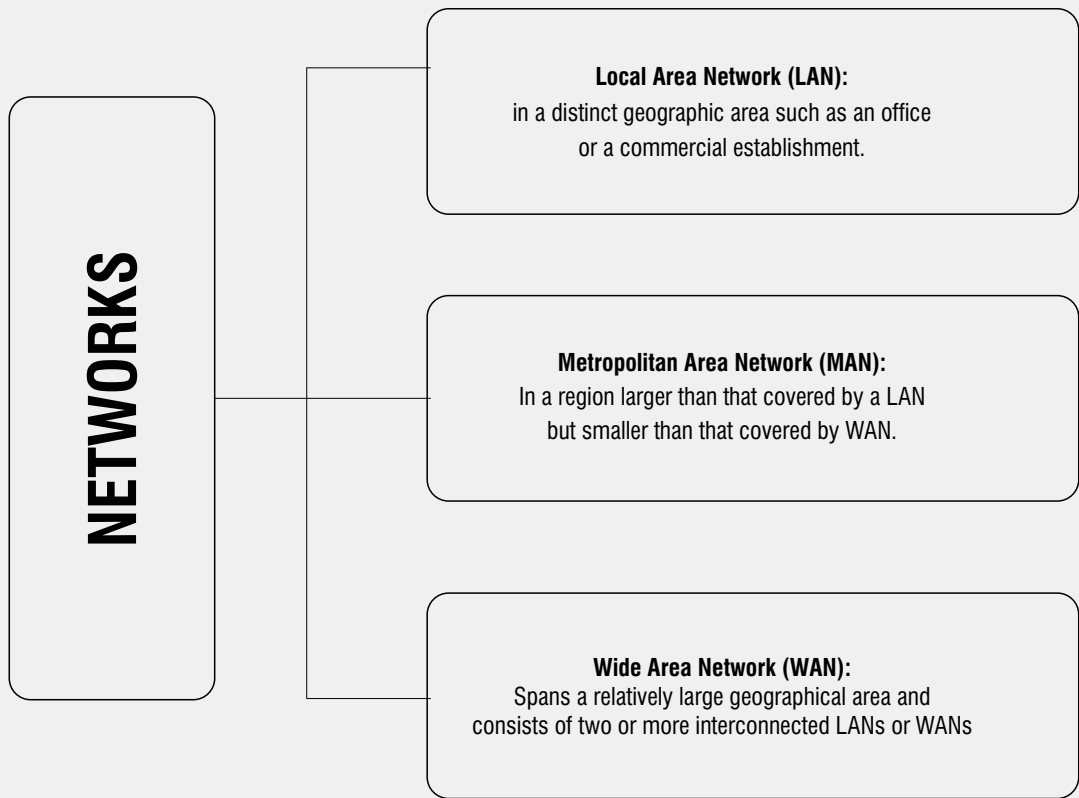 NETWORKS
Local Area Network (LAN):
in a distinct geographic area such as an office
or a commercial establishment.
Metropolitan Area Network (MAN):
In a region larger than that covered by a LAN
but smaller than that covered by WAN.
Wide Area Network (WAN):
Spans a relatively large geographical area and
consists of two or more interconnected LANs or WANs